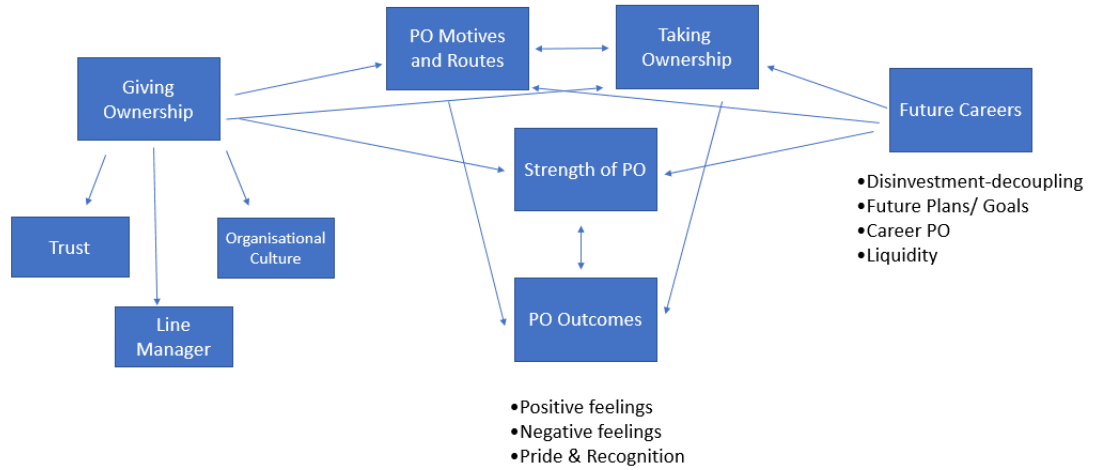 PO Motives
and Routes
Taking
Ownership
Giving
Ownership
Future Careers
Strength of PO
•Disinvestment-decoupling
•Future Plans/ Goals
•Career PO
•Liquidity
Trust
Organisational
Culture
Line
Manager
PO Outcomes
•Positive feelings
•Negative feelings
•Pride & Recognition